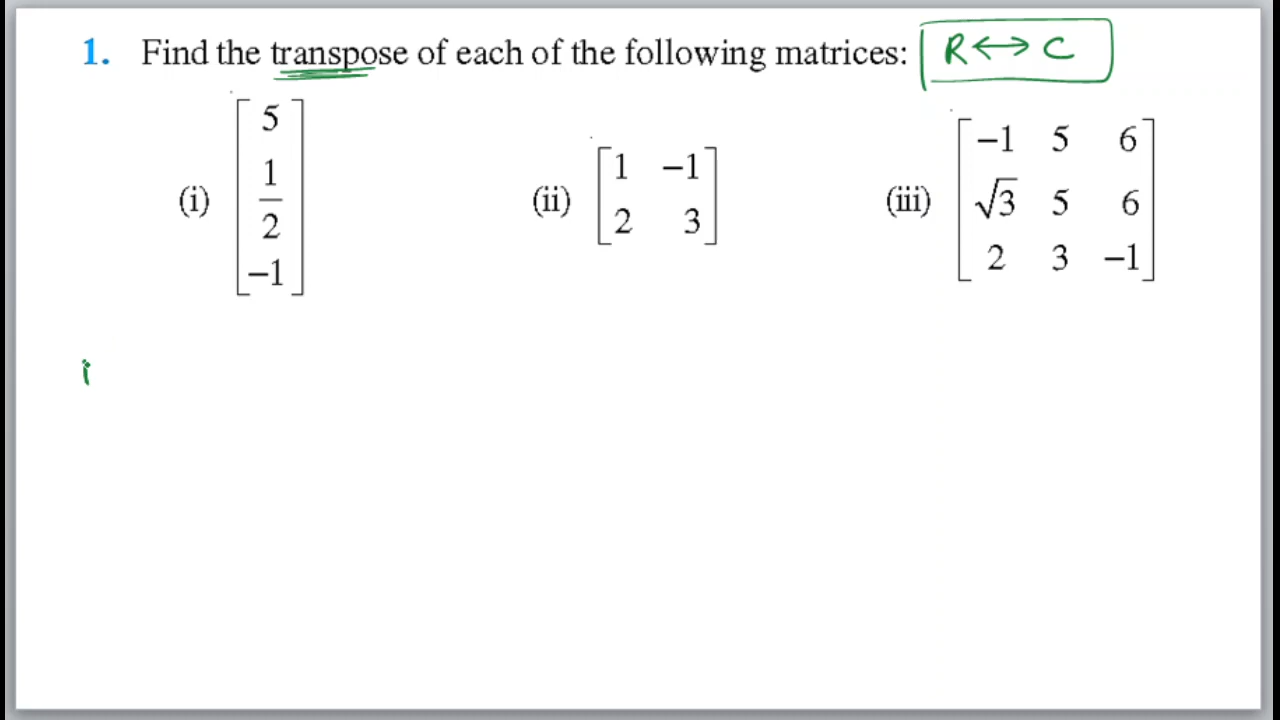 1. Find the transpose of each of the following matrices: R ↔ C
(i) [5 1/2 −1] (ii) [1 −1 2 3] (iii) [−1 5 6 √3 5 6 2 3 −1]
i